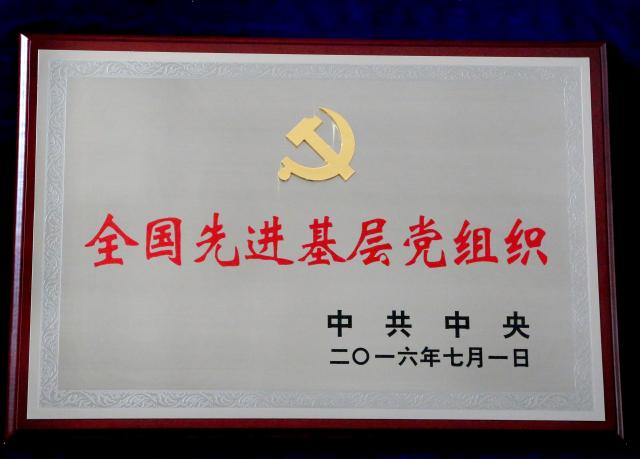 全国先进基层党组织
中共中央
二〇一六年七月一日